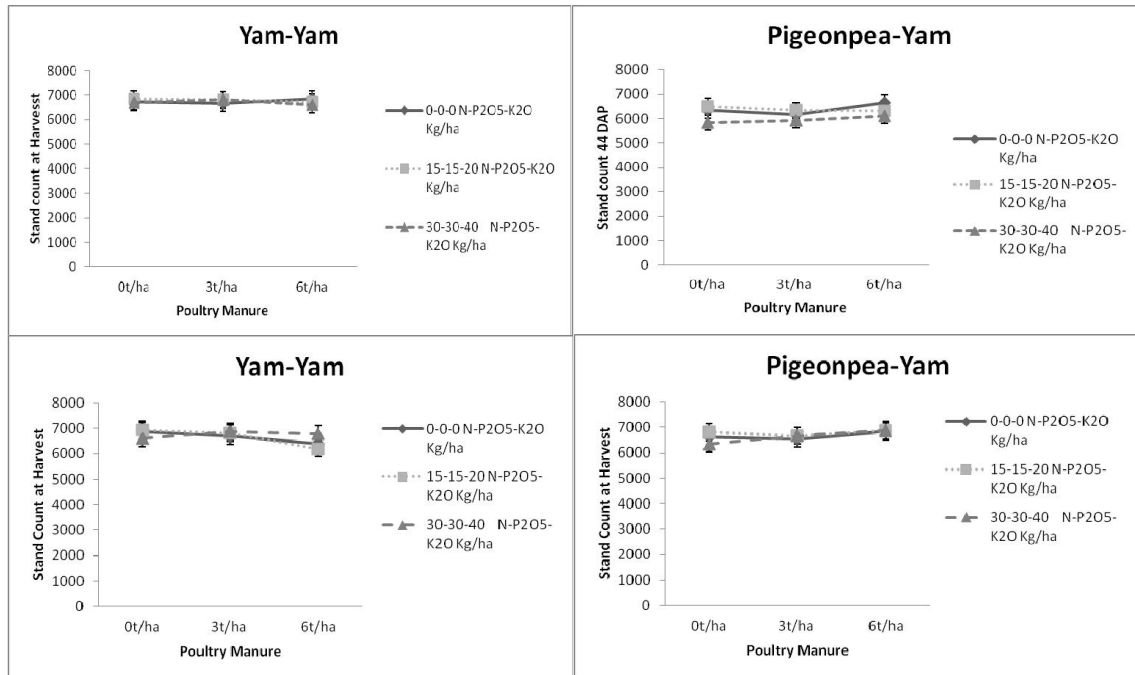 Yam-Yam
Stand count at Harvesst
8000
7000
6000
5000
4000
3000
2000
1000
0
0t/ha 3t/ha 6t/ha
Poultry Manure
0-0-0 N-P2O5-K2O
Kg/ha
15-15-20 N-P2O5-K2O
Kg/ha
30-30-40 N-P2O5-
K2O Kg/ha
Pigeonpea-Yam
Stand count 44 DAP
8000
7000
6000
5000
4000
3000
2000
1000
0
0t/ha 3t/ha 6t/ha
Poultry Manure
0-0-0 N-P2O5-K2O
Kg/ha
15-15-20 N-P2O5-
K2O Kg/ha
30-30-40 N-P2O5-
K2O Kg/ha
Yam-Yam
Stand Count at Harvest
8000
7000
6000
5000
4000
3000
2000
1000
0
0t/ha 3t/ha 6t/ha
Poultry Manure
0-0-0 N-P2O5-K2O
Kg/ha
15-15-20 N-P2O5-
K2O Kg/ha
30-30-40 N-P2O5-
K2O Kg/ha
Pigeonpea-Yam
Stand Count at Harvest
8000
7000
6000
5000
4000
3000
2000
1000
0
0t/ha 3t/ha 6t/ha
Poultry Manure
0-0-0 N-P2O5-K2O
Kg/ha
15-15-20 N-P2O5-
K2O Kg/ha
30-30-40 N-P2O5-
K2O Kg/ha